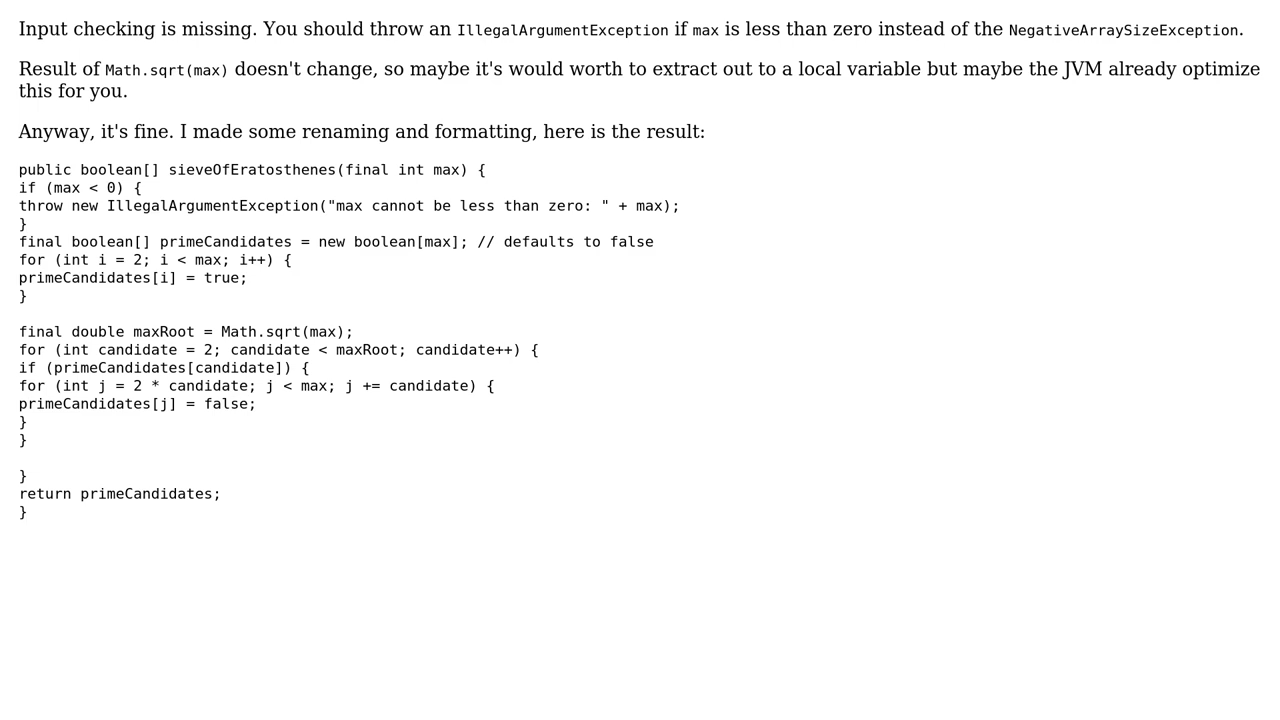 Input checking is missing. You should throw an IllegalArgumentException if max is less than zero instead of the NegativeArraySizeException.
Result of Math.sqrt(max) doesn't change, so maybe it's would worth to extract out to a local variable but maybe the JVM already optimize
this for you.
Anyway, it's fine. I made some renaming and formatting, here is the result:
public boolean[] sieveOfEratosthenes(final int max) {
if (max < 0) {
throw new IllegalArgumentException("max cannot be less than zero: " + max);
}
final boolean[] primeCandidates = new boolean[max]; // defaults to false
for (int i = 2; i < max; i++) {
primeCandidates[i] = true;
}
final double maxRoot = Math.sqrt(max);
for (int candidate = 2; candidate < maxRoot; candidate++) {
if (primeCandidates[candidate]) {
for (int j = 2 * candidate; j < max; j += candidate) {
primeCandidates[j] = false;
}
}
}
return primeCandidates;
}